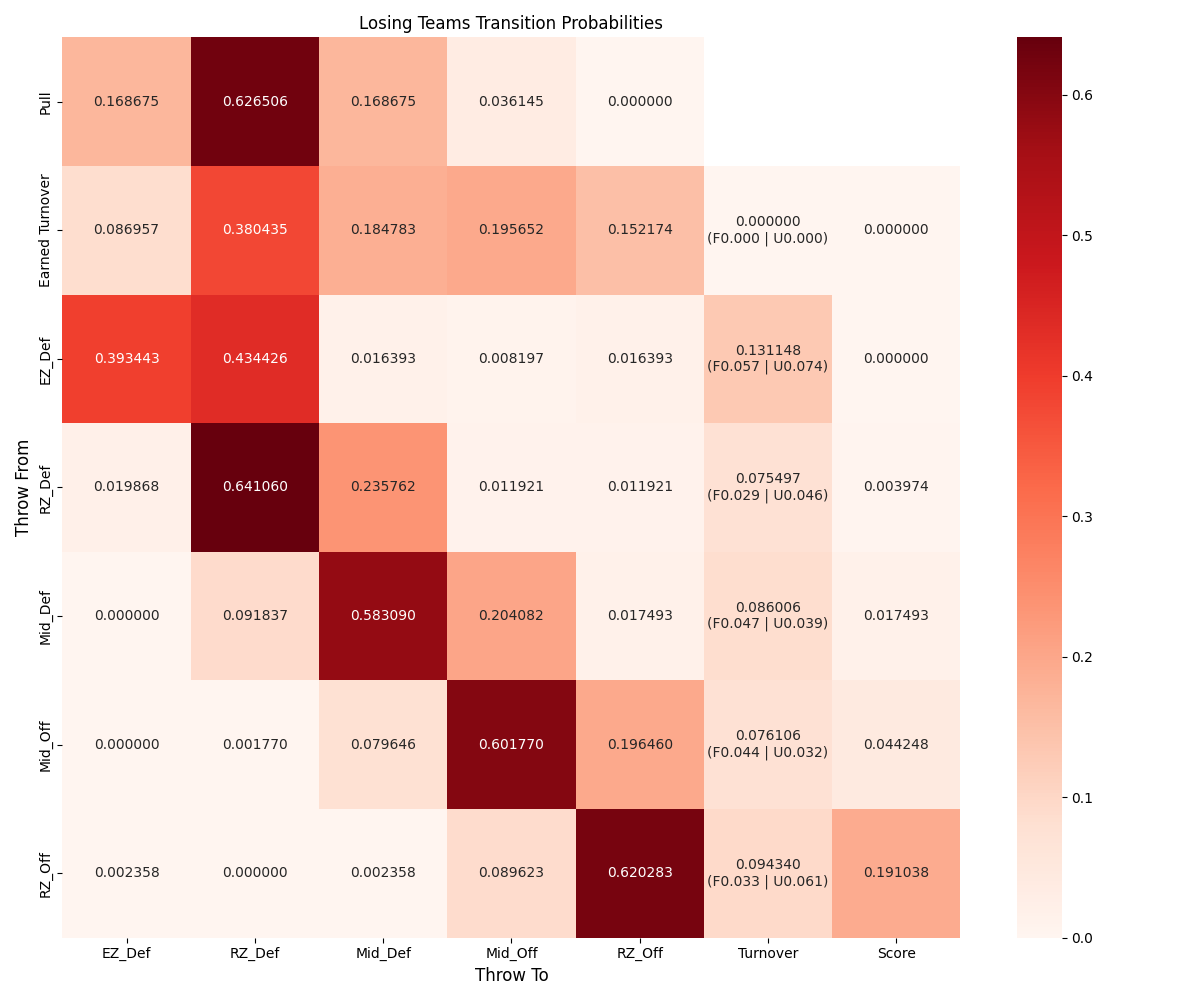 Losing Teams Transition Probabilities
Throw From
Pull
0.168675 0.626506 0.168675 0.036145 0.000000
Earned Turnover
0.086957 0.380435 0.184783 0.195652 0.152174 0.000000 0.000000
(F0.000 | U0.000)
EZ_Def
0.393443 0.434426 0.016393 0.008197 0.016393 0.131148 0.000000
(F0.057 | U0.074)
RZ_Def
0.019868 0.641060 0.235762 0.011921 0.011921 0.075497 0.003974
(F0.029 | U0.046)
Mid_Def
0.000000 0.091837 0.583090 0.204082 0.017493 0.086006 0.017493
(F0.047 | U0.039)
Mid_Off
0.000000 0.001770 0.079646 0.601770 0.196460 0.076106 0.044248
(F0.044 | U0.032)
RZ_Off
0.002358 0.000000 0.002358 0.089623 0.620283 0.094340 0.191038
(F0.033 | U0.061)
EZ_Def RZ_Def Mid_Def Mid_Off RZ_Off Turnover Score
Throw To
0.6
0.5
0.4
0.3
0.2
0.1
0.0